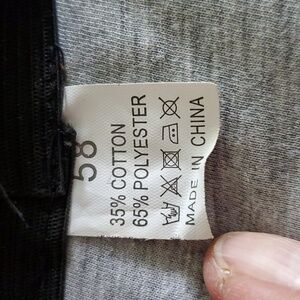 58
35% COTTON
65% POLYESTER
MADE IN CHINA